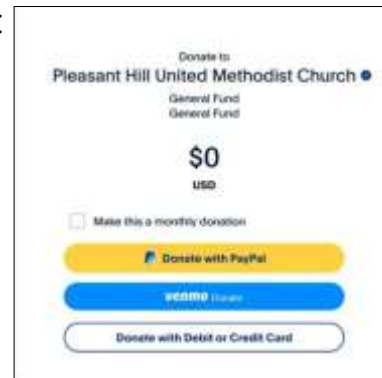 :
Donate to
Pleasant Hill United Methodist Church
General Fund
General Fund
$0
USD
Make this a monthly donation
Donate with PayPal
venmo Donate
Donate with Debit or Credit Card